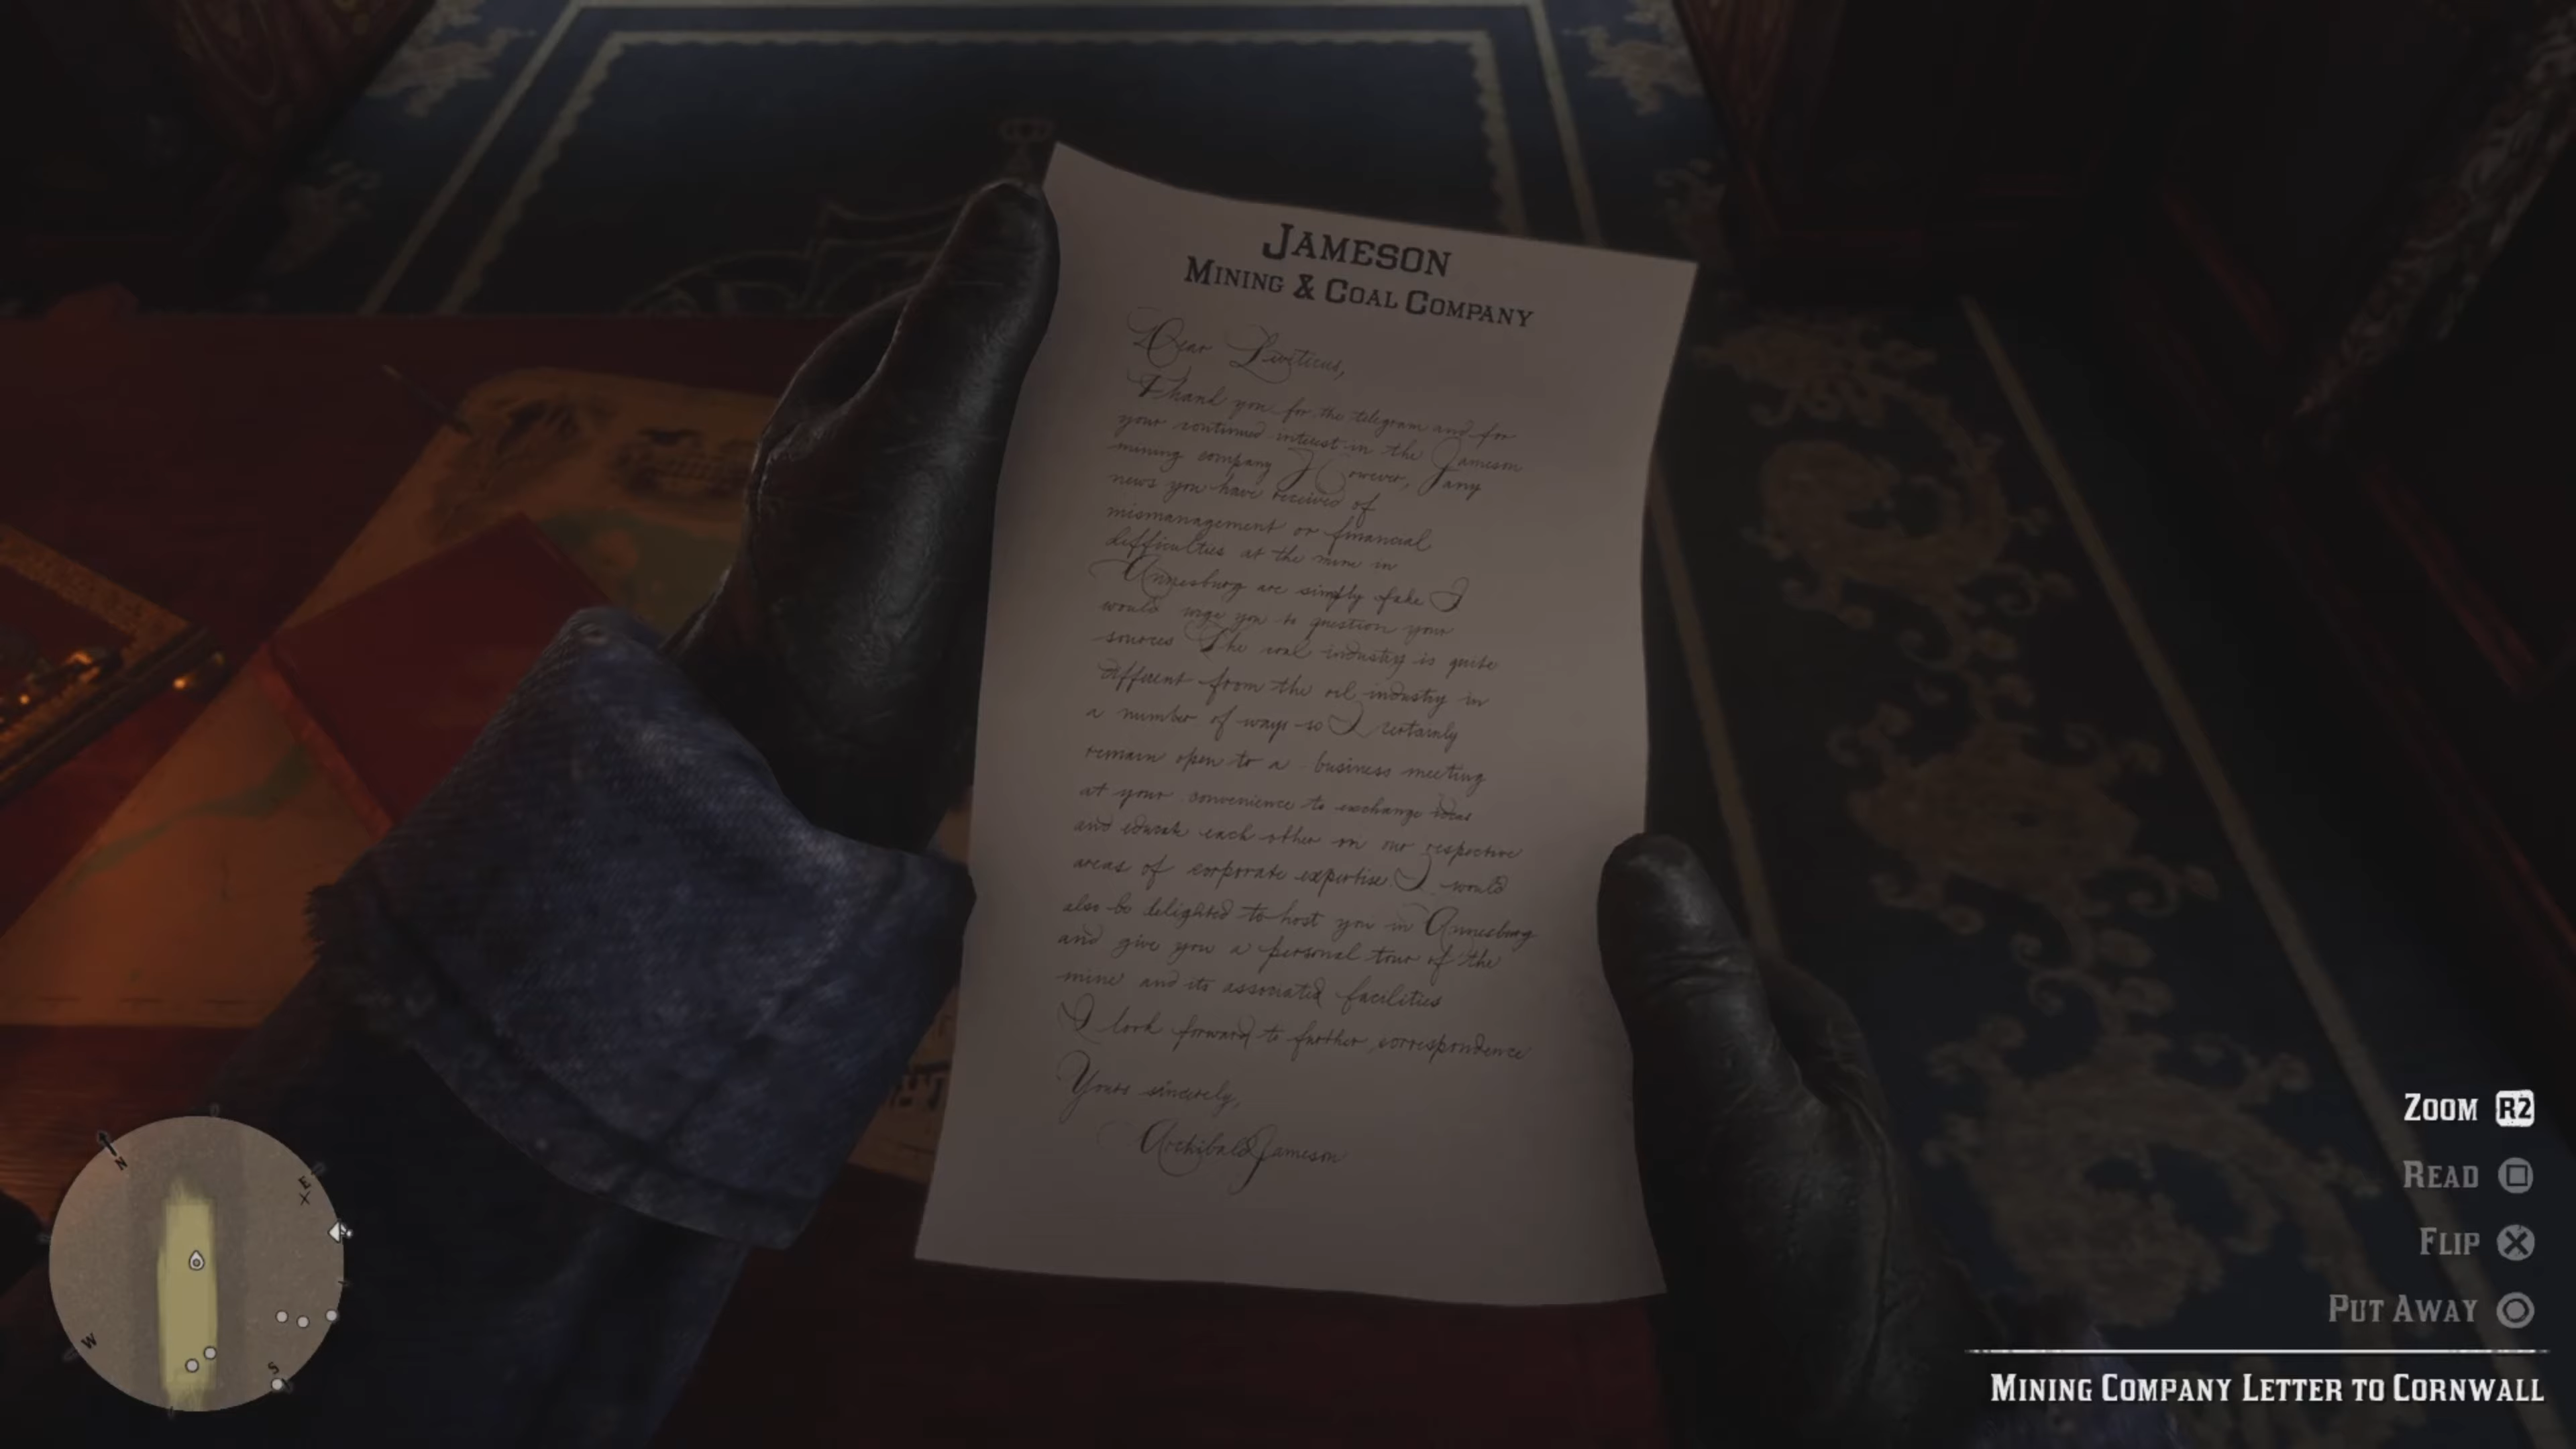 JAMESON
MINING & COAL COMPANY
Dear Leviticus,
Thank you for the telegram and for
your continued interest in the Jameson
mining company However, any
news you have received of
mismanagement or financial
difficulties at the mine in
Annesburg are simply fake I
would urge you to question your
sources The coal industry is quite
different from the oil industry in
a number of ways so I certainly
remain open to a business meeting
at your convenience to exchange ideas
and educate each other on our respective
areas of corporate expertise I would
also be delighted to host you in Annesburg
and give you a personal tour of the
mine and its associated facilities
I look forward to further correspondence
Yours sincerely,
Archibald Jameson
N
E
W
S
ZOOM R2
READ
FLIP
PUT AWAY
MINING COMPANY LETTER TO CORNWALL